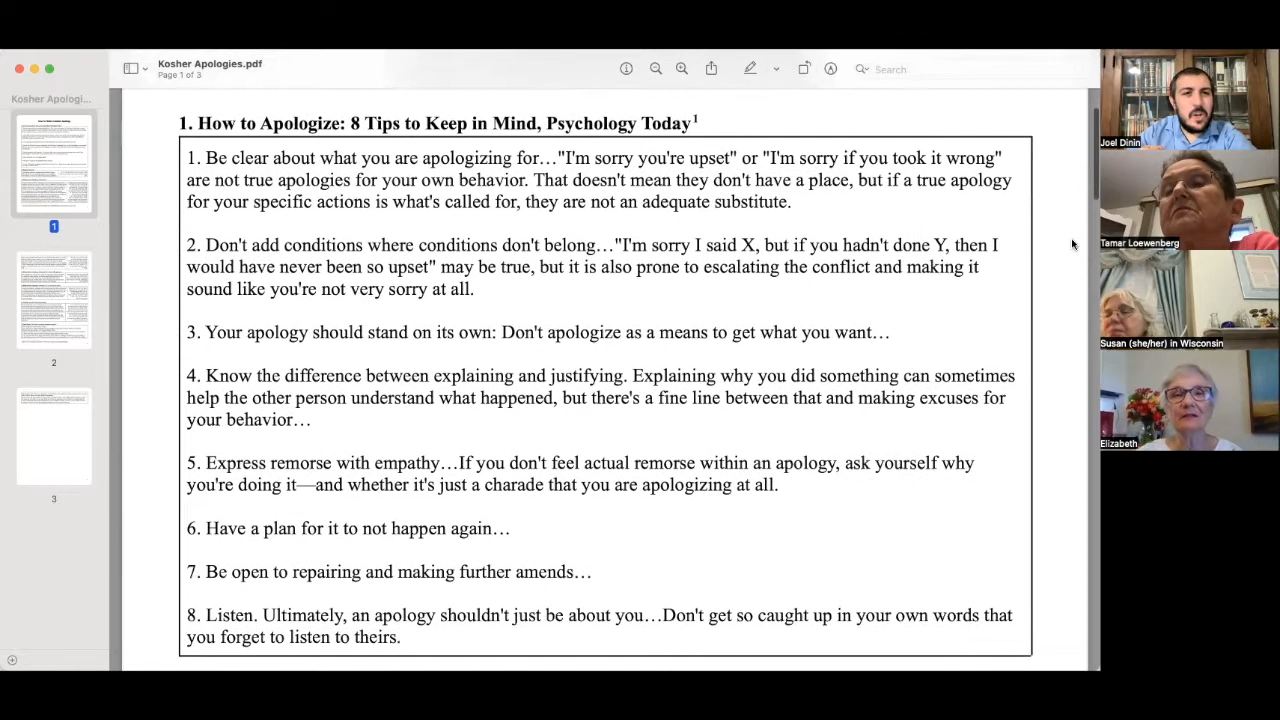 Kosher Apologies.pdf
Page 1 of 3
Search
Kosher Apologi...
1
2
3
1. How to Apologize: 8 Tips to Keep in Mind, Psychology Today1
1. Be clear about what you are apologizing for…"I'm sorry you're upset" or "I'm sorry if you took it wrong"
are not true apologies for your own behavior. That doesn't mean they don't have a place, but if a true apology
for your specific actions is what's called for, they are not an adequate substitute.
2. Don't add conditions where conditions don't belong…"I'm sorry I said X, but if you hadn't done Y, then I
would have never been so upset" may be true, but it is also prone to escalating the conflict and making it
sound like you're not very sorry at all.
3. Your apology should stand on its own: Don't apologize as a means to get what you want…
4. Know the difference between explaining and justifying. Explaining why you did something can sometimes
help the other person understand what happened, but there's a fine line between that and making excuses for
your behavior…
5. Express remorse with empathy…If you don't feel actual remorse within an apology, ask yourself why
you're doing it—and whether it's just a charade that you are apologizing at all.
6. Have a plan for it to not happen again…
7. Be open to repairing and making further amends…
8. Listen. Ultimately, an apology shouldn't just be about you…Don't get so caught up in your own words that
you forget to listen to theirs.
Joel Dinin
Tamar Loewenberg
Susan (she/her) in Wisconsin
Elizabeth